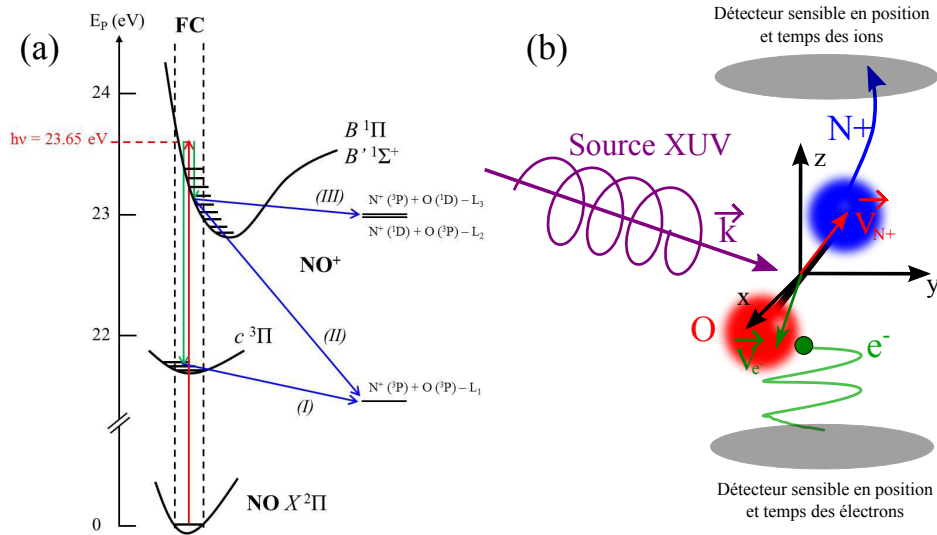 (a)
E_P (eV)
FC
24
hν = 23.65 eV
B ¹Π
B' ¹Σ⁺
(III)
N⁺ (³P) + O (¹D) – L₃
23
N⁺ (¹D) + O (³P) – L₂
NO⁺
22
c ³Π
(II)
N⁺ (³P) + O (³P) – L₁
(I)
NO X ²Π
0
(b)
Détecteur sensible en position
et temps des ions
N+
Source XUV
z
V_N+
k
y
x
O
V_e-
e⁻
Détecteur sensible en position
et temps des électrons